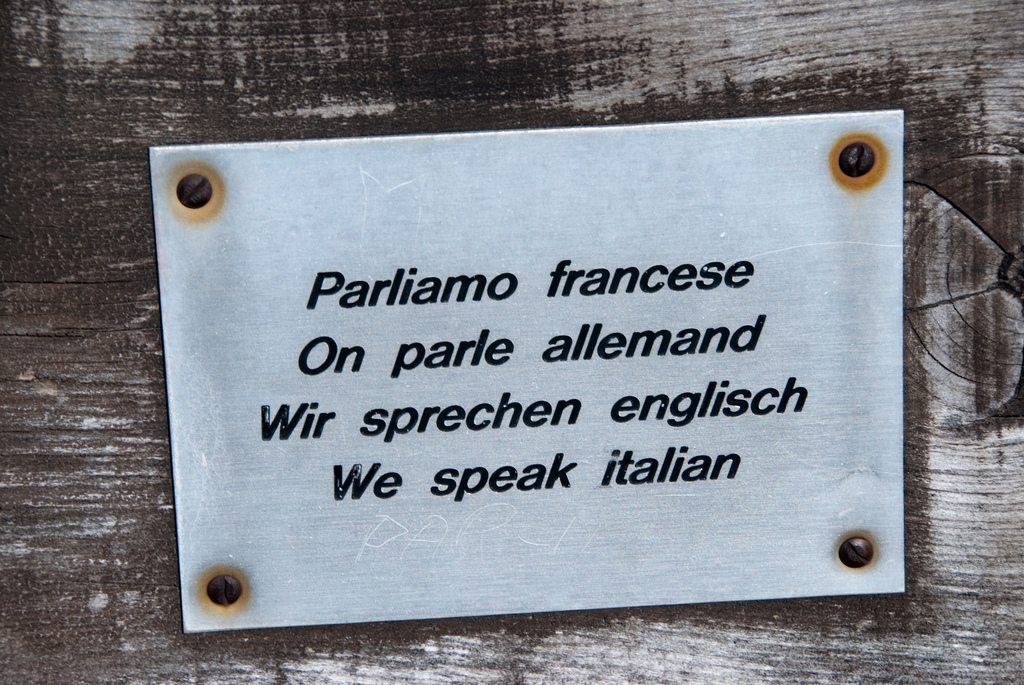 Parliamo francese
On parle allemand
Wir sprechen englisch
We speak italian